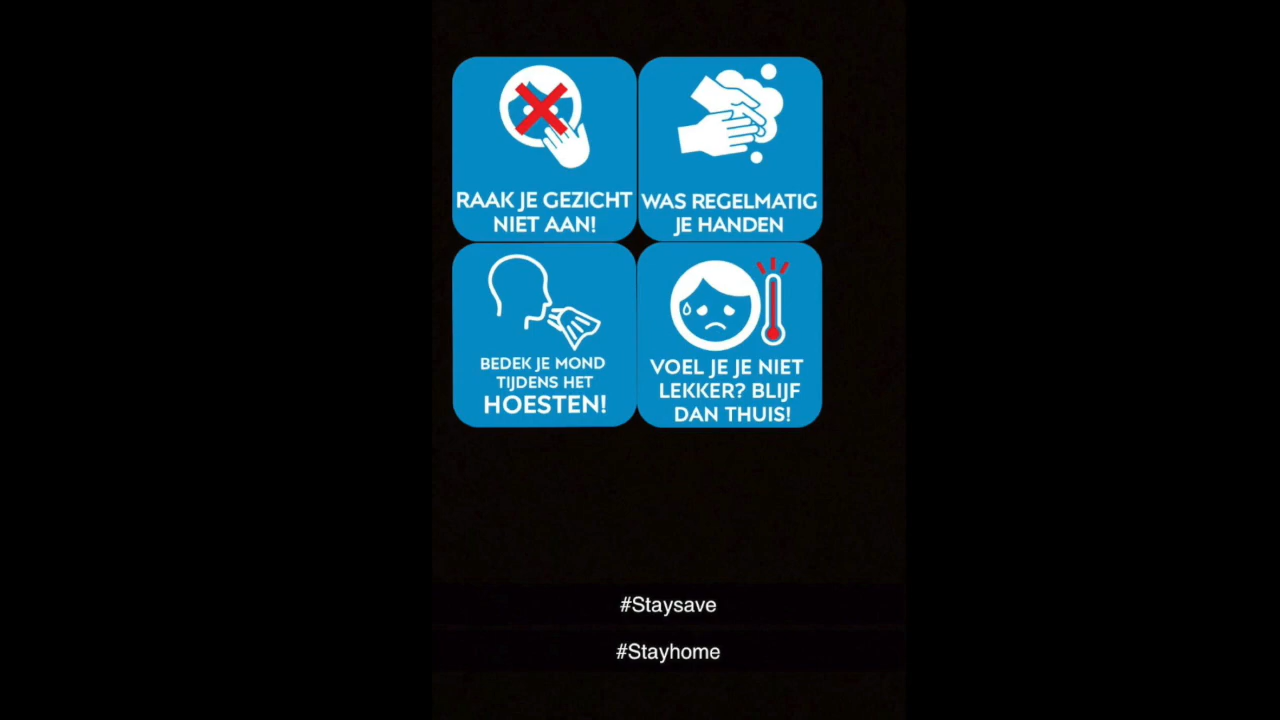 RAAK JE GEZICHT
NIET AAN!
WAS REGELMATIG
JE HANDEN
BEDEK JE MOND
TIJDENS HET
HOESTEN!
VOEL JE JE NIET
LEKKER? BLIJF
DAN THUIS!
#Staysave
#Stayhome